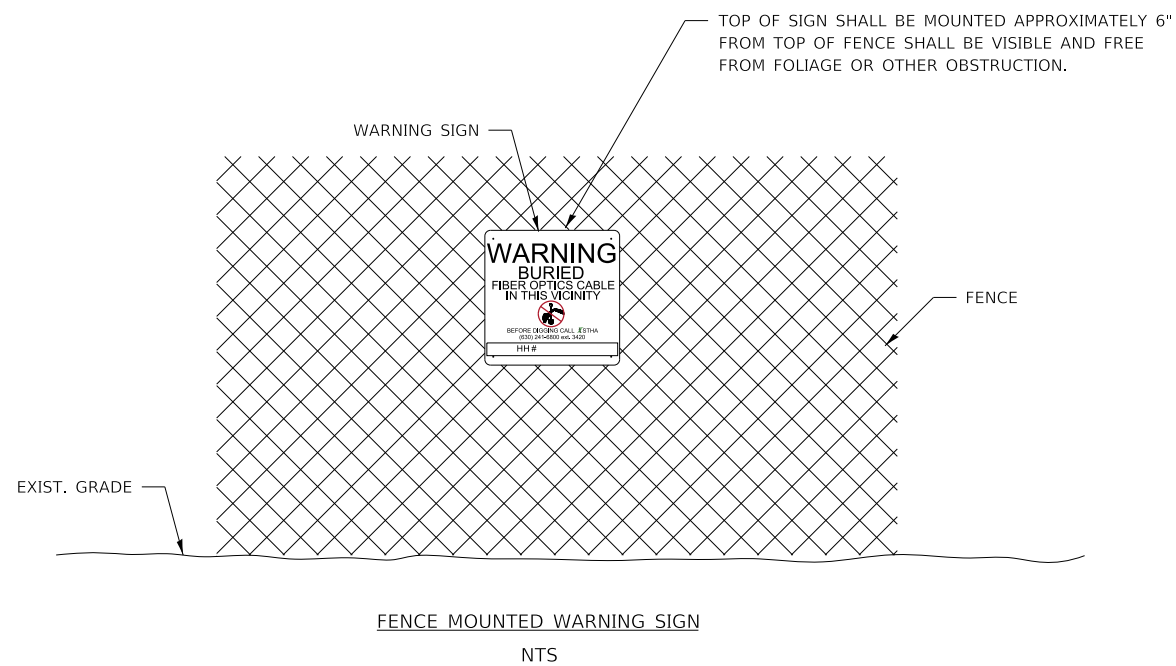 TOP OF SIGN SHALL BE MOUNTED APPROXIMATELY 6"
FROM TOP OF FENCE SHALL BE VISIBLE AND FREE
FROM FOLIAGE OR OTHER OBSTRUCTION.
WARNING SIGN
WARNING
BURIED
FIBER OPTICS CABLE
IN THIS VICINITY
BEFORE DIGGING CALL ISTHA
(630) 241-6800 ext. 3420
HH#
FENCE
EXIST. GRADE
FENCE MOUNTED WARNING SIGN
NTS